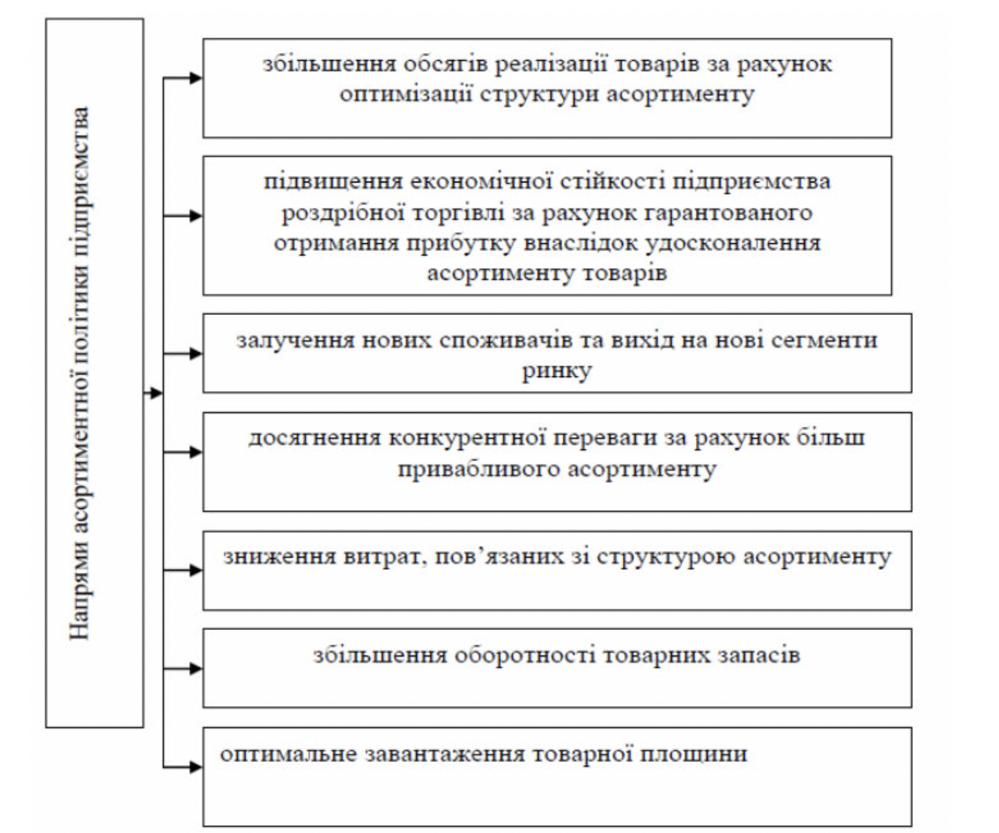 Напрями асортиментної політики підприємства
збільшення обсягів реалізації товарів за рахунок
оптимізації структури асортименту
підвищення економічної стійкості підприємства
роздрібної торгівлі за рахунок гарантованого
отримання прибутку внаслідок удосконалення
асортименту товарів
залучення нових споживачів та вихід на нові сегменти
ринку
досягнення конкурентної переваги за рахунок більш
привабливого асортименту
зниження витрат, пов’язаних зі структурою асортименту
збільшення оборотності товарних запасів
оптимальне завантаження товарної площини